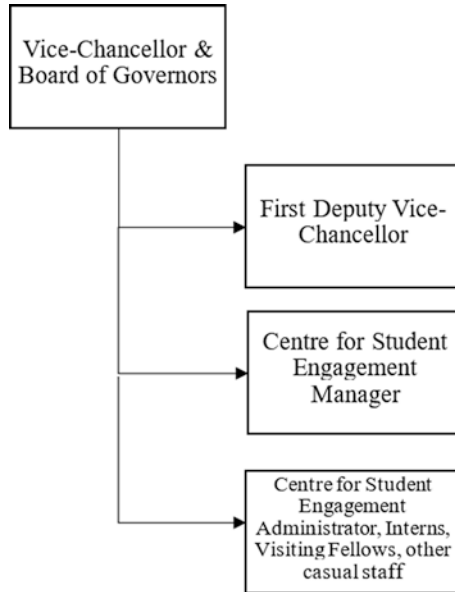 Vice-Chancellor &
Board of Governors
First Deputy Vice-
Chancellor
Centre for Student
Engagement
Manager
Centre for Student
Engagement
Administrator, Interns,
Visiting Fellows, other
casual staff